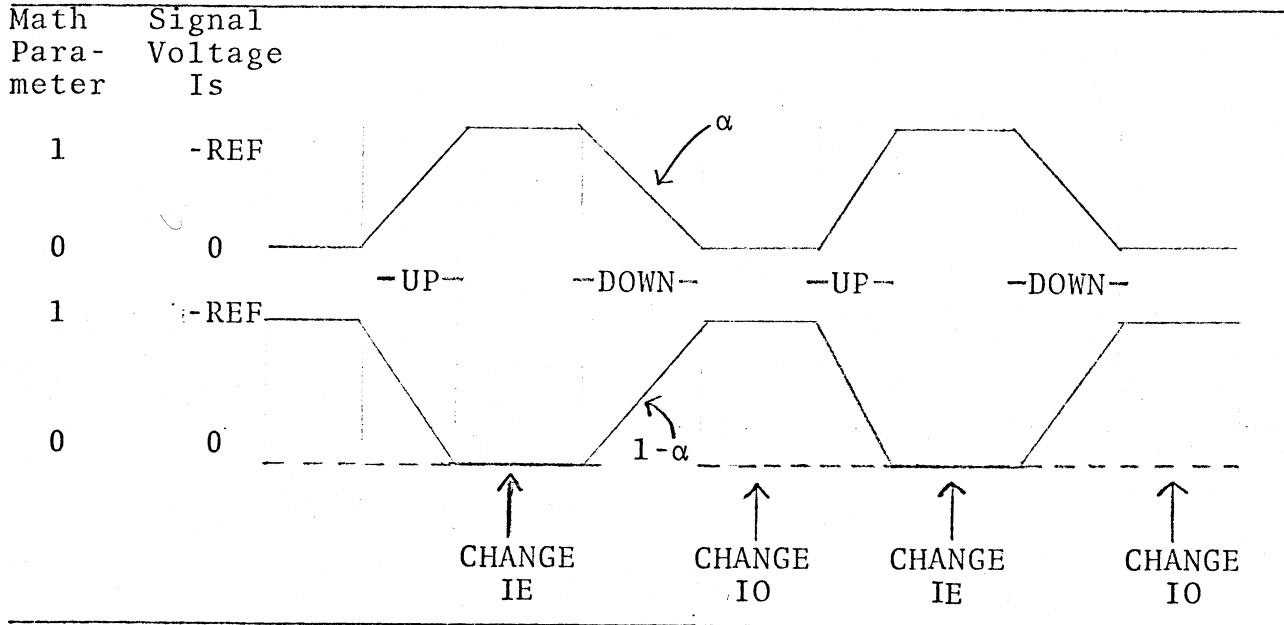 Math Signal
Para- Voltage
meter Is
α
1 -REF
0 0
-UP- -DOWN- -UP- -DOWN-
1 -REF
0 0
1-α
CHANGE CHANGE CHANGE CHANGE
IE IO IE IO